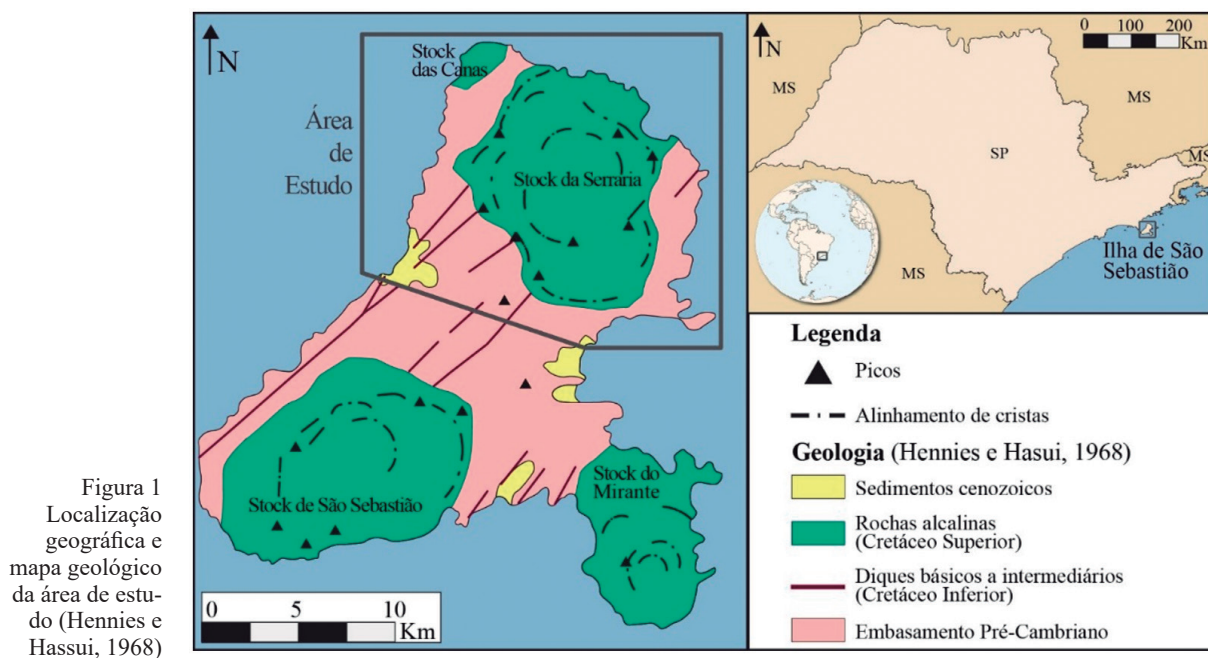 Figura 1
Localização
geográfica e
mapa geológico
da área de estu-
do (Hennies e
Hassui, 1968)
N
Stock
das Canas
Área
de
Estudo
Stock da Serraria
Stock de São Sebastião
Stock do
Mirante
0 5 10
Km
N
0 100 200
Km
MS
MS
MS
SP
MS
Ilha de São
Sebastião
Legenda
Picos
Alinhamento de cristas
Geologia (Hennies e Hasui, 1968)
Sedimentos cenozoicos
Rochas alcalinas
(Cretáceo Superior)
Diques básicos a intermediários
(Cretáceo Inferior)
Embasamento Pré-Cambriano